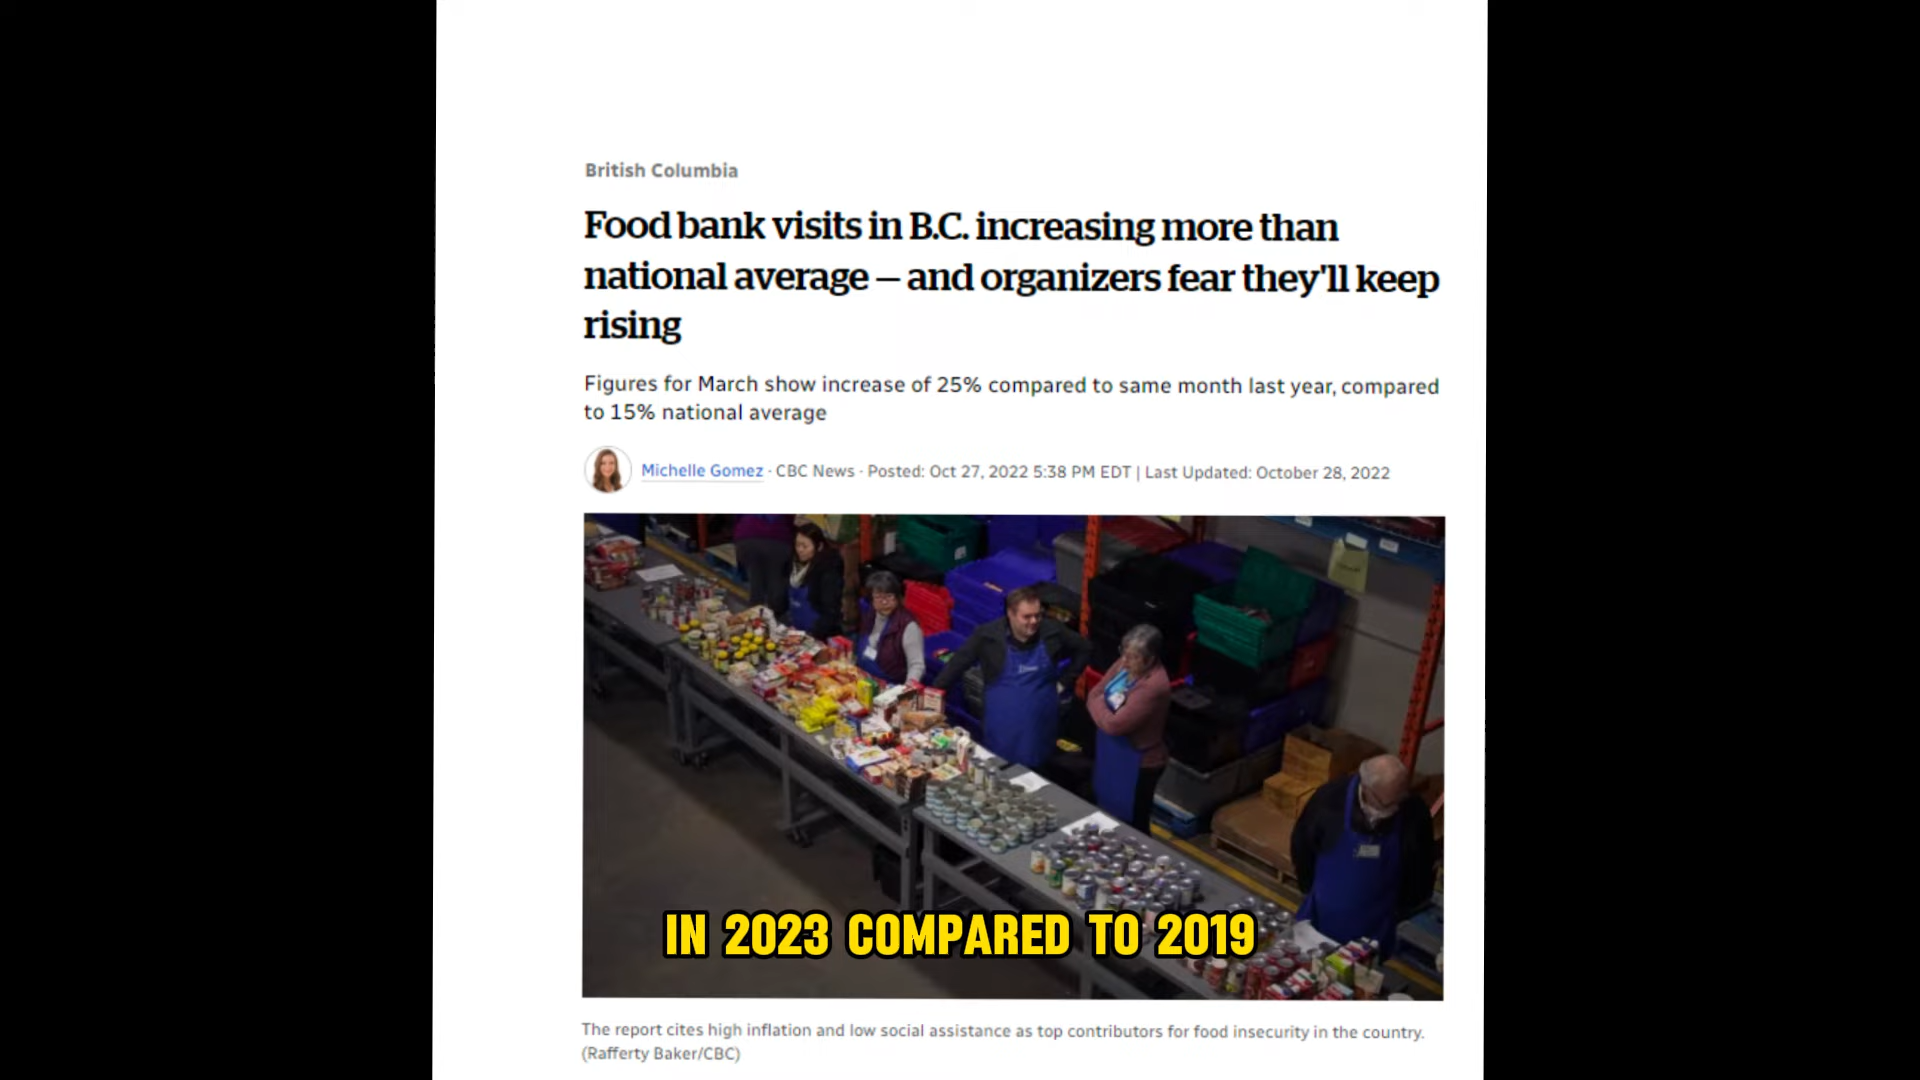 British Columbia
Food bank visits in B.C. increasing more than
national average — and organizers fear they'll keep
rising
Figures for March show increase of 25% compared to same month last year, compared
to 15% national average
Michelle Gomez · CBC News · Posted: Oct 27, 2022 5:38 PM EDT | Last Updated: October 28, 2022
IN 2023 COMPARED TO 2019
The report cites high inflation and low social assistance as top contributors for food insecurity in the country.
(Rafferty Baker/CBC)